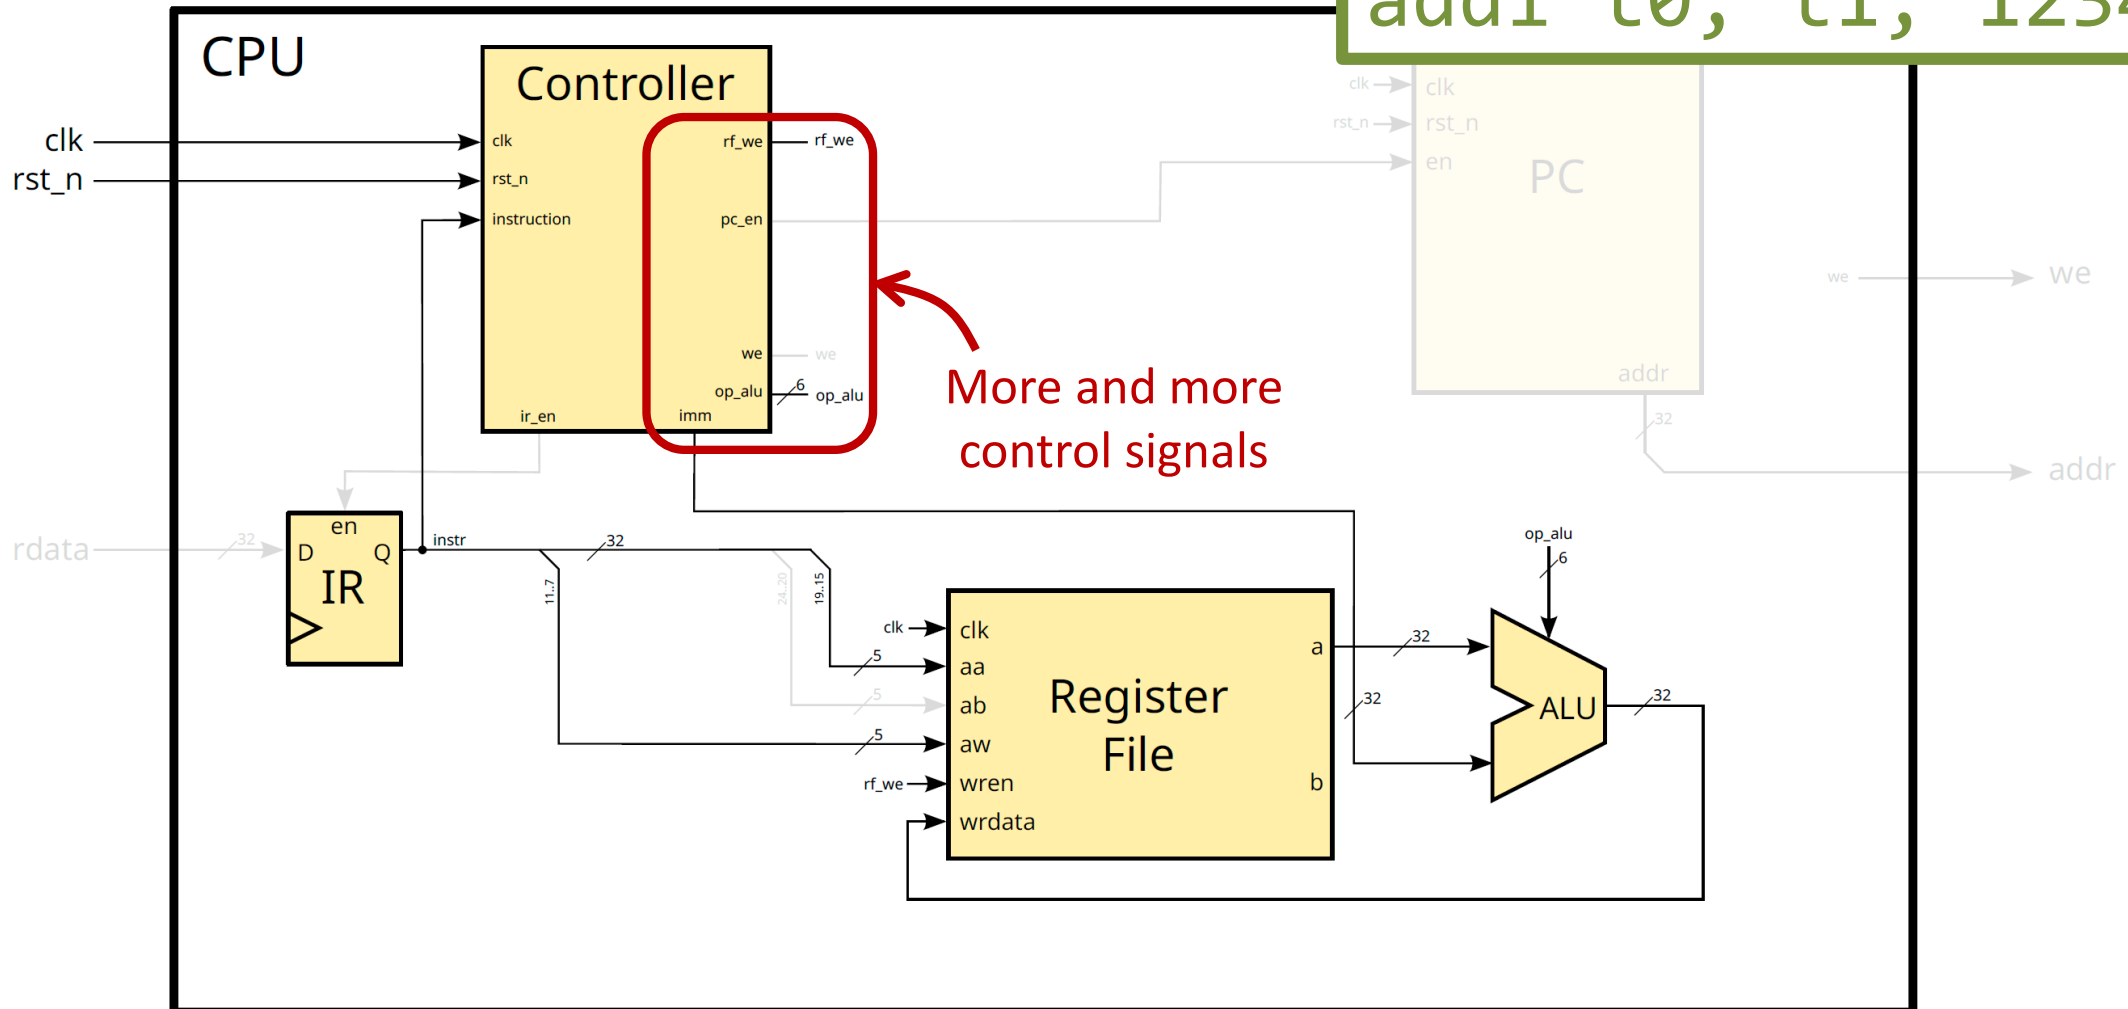 addi t0, t1, 1234
CPU
Controller
clk
rst_n
clk
rst_n
instruction
rf_we
rf_we
pc_en
we
we
op_alu
6
op_alu
ir_en
imm
clk
rst_n
clk
rst_n
en
PC
addr
32
we
we
addr
More and more
control signals
rdata
32
en
D
Q
IR
instr
32
11..7
24..20
19..15
clk
5
5
5
rf_we
clk
aa
ab
aw
wren
wrdata
Register
File
a
b
32
32
op_alu
6
ALU
32